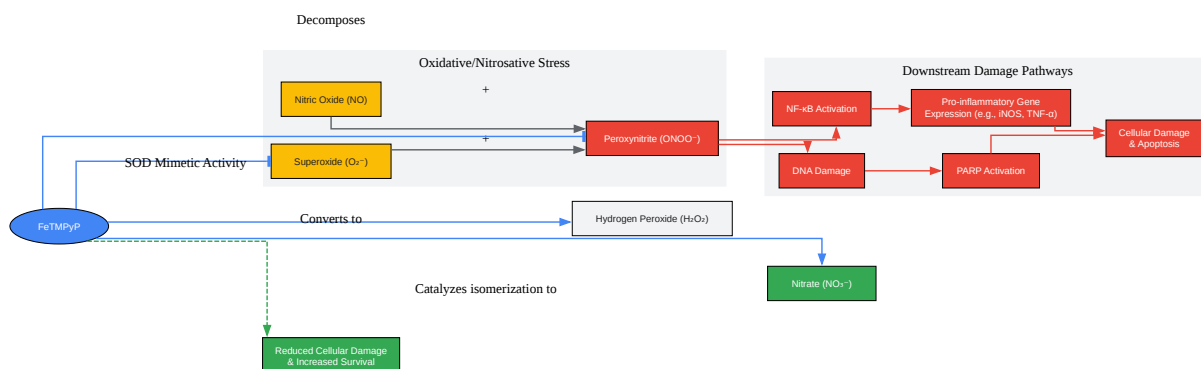 Decomposes
Oxidative/Nitrosative Stress
Downstream Damage Pathways
Nitric Oxide (NO)
+
NF-κB Activation
Pro-inflammatory Gene
Expression (e.g., iNOS, TNF-α)
Cellular Damage
& Apoptosis
+
Peroxynitrite (ONOO⁻)
SOD Mimetic Activity
Superoxide (O₂⁻)
DNA Damage
PARP Activation
FeTMPyP
Converts to
Hydrogen Peroxide (H₂O₂)
Nitrate (NO₃⁻)
Catalyzes isomerization to
Reduced Cellular Damage
& Increased Survival